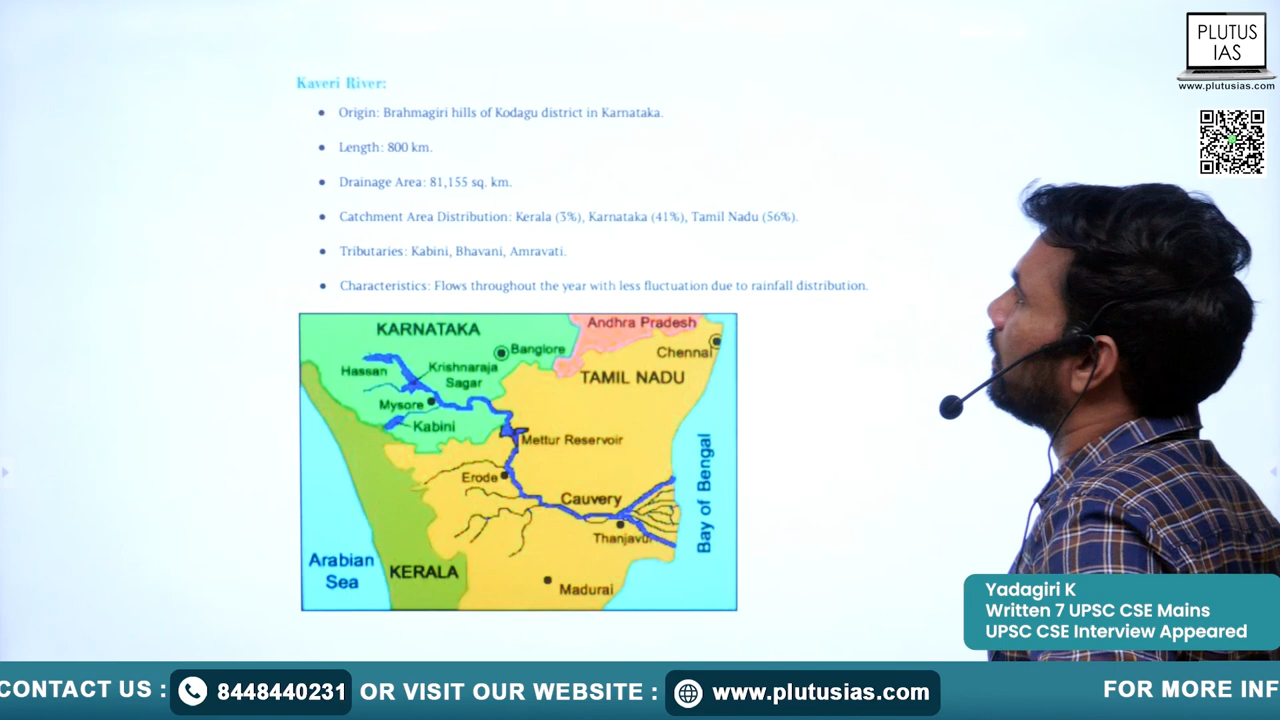 PLUTUS
IAS
www.plutusias.com
Kaveri River:
• Origin: Brahmagiri hills of Kodagu district in Karnataka.
• Length: 800 km.
• Drainage Area: 81,155 sq. km.
• Catchment Area Distribution: Kerala (3%), Karnataka (41%), Tamil Nadu (56%).
• Tributaries: Kabini, Bhavani, Amravati.
• Characteristics: Flows throughout the year with less fluctuation due to rainfall distribution.
KARNATAKA
Andhra Pradesh
Banglore
Chennai
Hassan
Krishnaraja
Sagar
TAMIL NADU
Mysore
Kabini
Mettur Reservoir
Erode
Cauvery
Bay of Bengal
Thanjavur
Arabian
Sea
KERALA
Madurai
Yadagiri K
Written 7 UPSC CSE Mains
UPSC CSE Interview Appeared
CONTACT US : 8448440231 OR VISIT OUR WEBSITE : www.plutusias.com FOR MORE INF